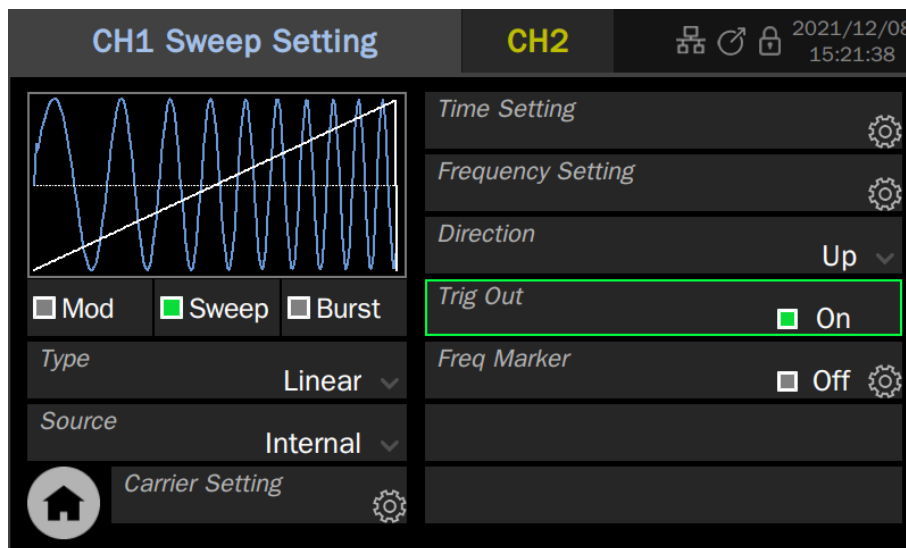 CH1 Sweep Setting
CH2
2021/12/08
15:21:38
Mod
Sweep
Burst
Type
Linear
Source
Internal
Carrier Setting
Time Setting
Frequency Setting
Direction
Up
Trig Out
On
Freq Marker
Off